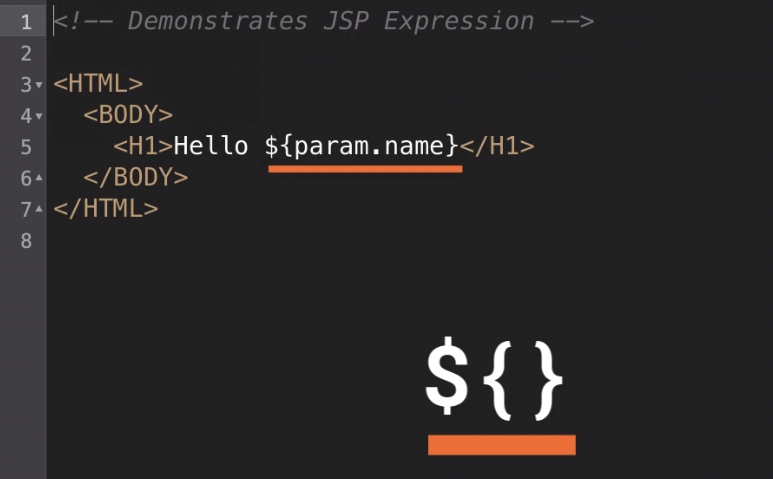 1 <!-- Demonstrates JSP Expression -->
2
3 <HTML>
4 <BODY>
5 <H1>Hello ${param.name}</H1>
6 </BODY>
7 </HTML>
8
${}